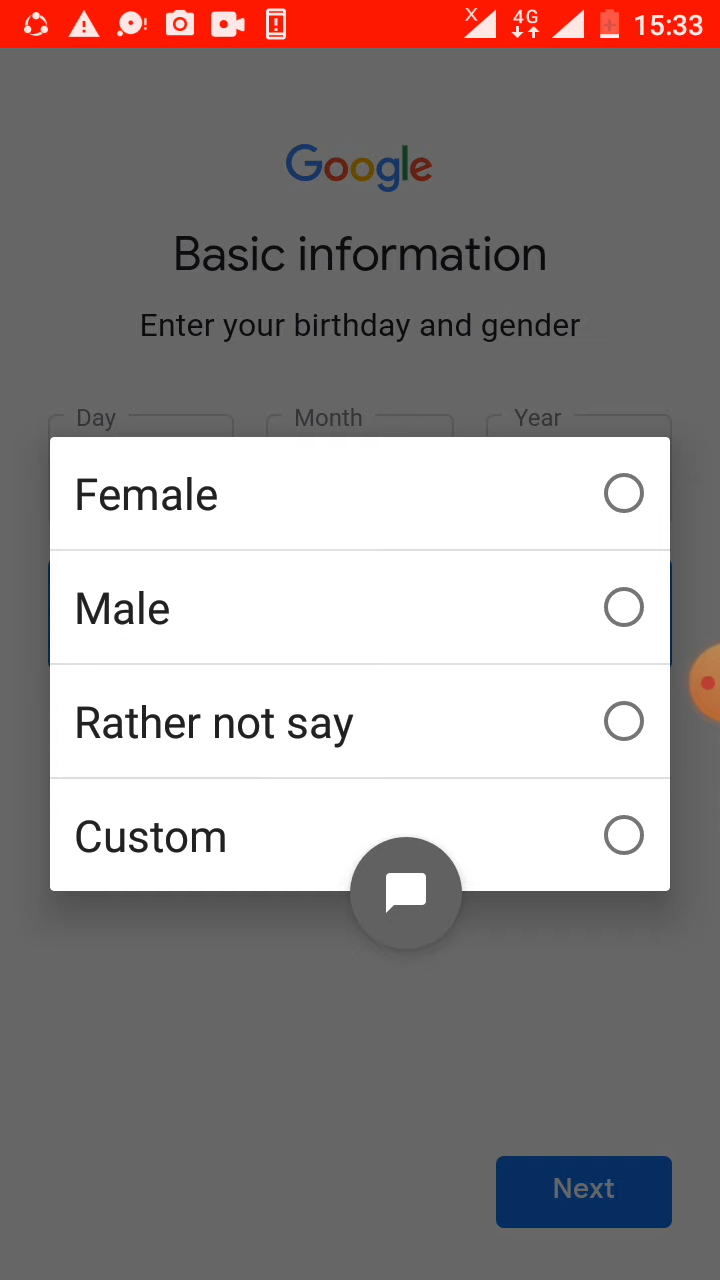 X 4G 15:33
Google
Basic information
Enter your birthday and gender
Day Month Year
Female
Male
Rather not say
Custom
Next